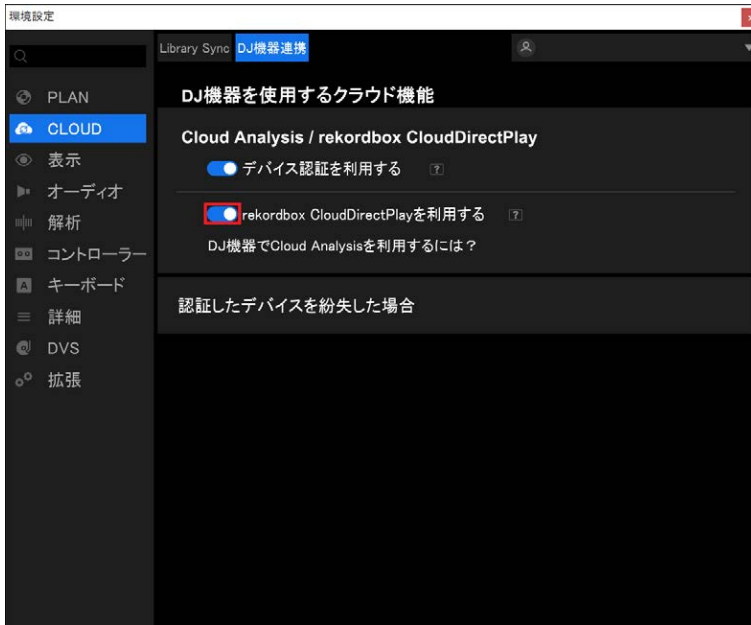 環境設定
Library Sync DJ機器連携
PLAN
CLOUD
表示
オーディオ
解析
コントローラー
キーボード
詳細
DVS
拡張
DJ機器を使用するクラウド機能
Cloud Analysis / rekordbox CloudDirectPlay
デバイス認証を利用する ?
rekordbox CloudDirectPlayを利用する ?
DJ機器でCloud Analysisを利用するには？
認証したデバイスを紛失した場合